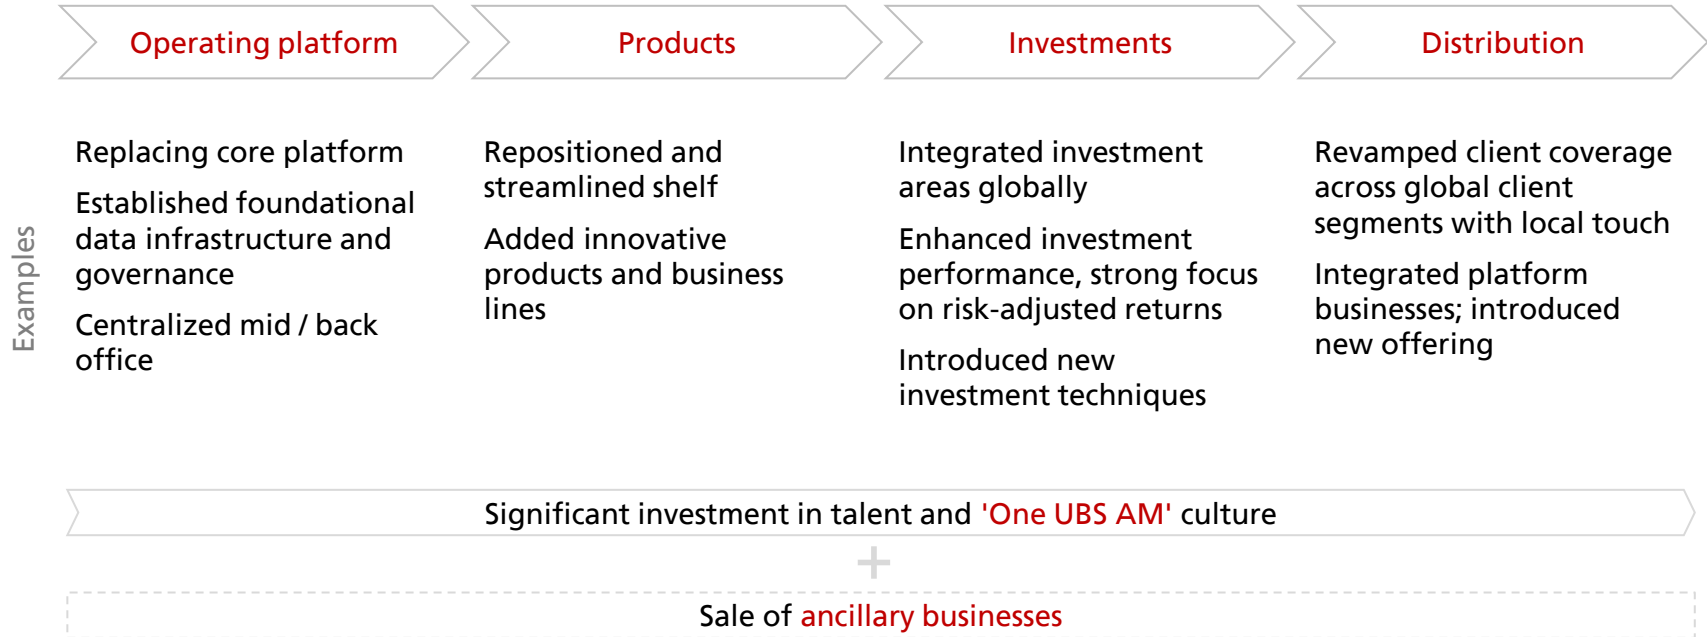 Operating platform
Products
Investments
Distribution
Examples
Replacing core platform
Established foundational
data infrastructure and
governance
Centralized mid / back
office
Repositioned and
streamlined shelf
Added innovative
products and business
lines
Integrated investment
areas globally
Enhanced investment
performance, strong focus
on risk-adjusted returns
Introduced new
investment techniques
Revamped client coverage
across global client
segments with local touch
Integrated platform
businesses; introduced
new offering
Significant investment in talent and 'One UBS AM' culture
+
Sale of ancillary businesses